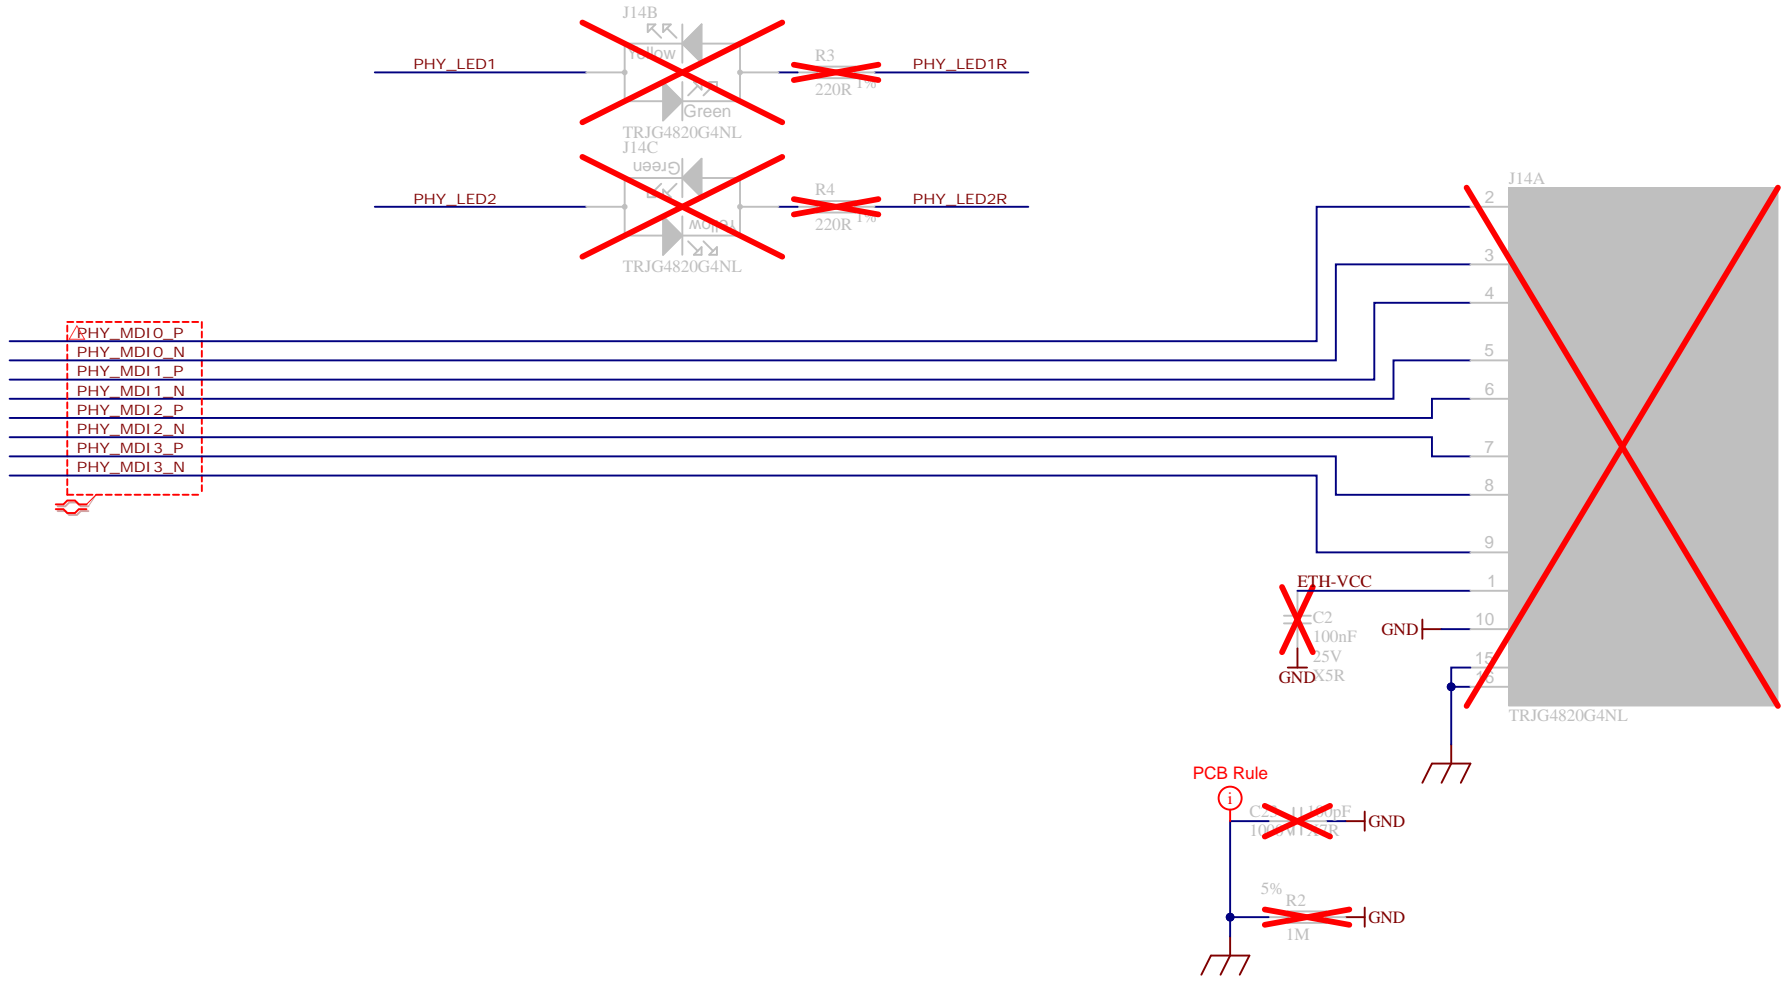 J14B
Yellow
PHY_LED1
R3
PHY_LED1R
220R 1%
Green
TRJG4820G4NL
J14C
Green
PHY_LED2
R4
PHY_LED2R
220R 1%
Yellow
TRJG4820G4NL
J14A
2
3
4
PHY_MDI0_P
PHY_MDI0_N
5
PHY_MDI1_P
PHY_MDI1_N
6
PHY_MDI2_P
PHY_MDI2_N
7
PHY_MDI3_P
PHY_MDI3_N
8
9
ETH-VCC
1
C2
100nF
25V
X5R
GND
GND
10
15
16
TRJG4820G4NL
PCB Rule
i
GND
5%
R2
GND
1M